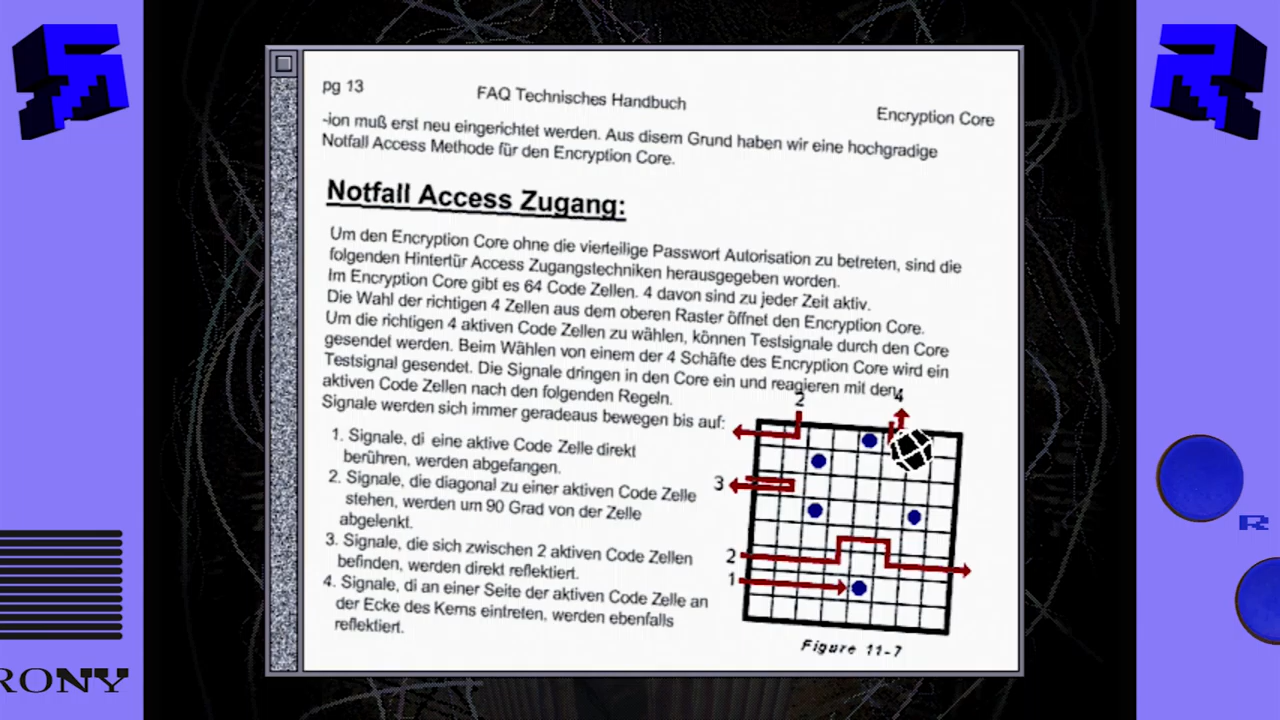 pg 13 FAQ Technisches Handbuch Encryption Core
-ion muß erst neu eingerichtet werden. Aus disem Grund haben wir eine hochgradige
Notfall Access Methode für den Encryption Core.
Notfall Access Zugang:
Um den Encryption Core ohne die vierteilige Passwort Autorisation zu betreten, sind die
folgenden Hintertür Access Zugangstechniken herausgegeben worden.
Im Encryption Core gibt es 64 Code Zellen. 4 davon sind zu jeder Zeit aktiv.
Die Wahl der richtigen 4 Zellen aus dem oberen Raster öffnet den Encryption Core.
Um die richtigen 4 aktiven Code Zellen zu wählen, können Testsignale durch den Core
gesendet werden. Beim Wählen von einem der 4 Schäfte des Encryption Core wird ein
Testsignal gesendet. Die Signale dringen in den Core ein und reagieren mit den
aktiven Code Zellen nach den folgenden Regeln.
Signale werden sich immer geradeaus bewegen bis auf:
1. Signale, di eine aktive Code Zelle direkt
berühren, werden abgefangen.
2. Signale, die diagonal zu einer aktiven Code Zelle
stehen, werden um 90 Grad von der Zelle
abgelenkt.
3. Signale, die sich zwischen 2 aktiven Code Zellen
befinden, werden direkt reflektiert.
4. Signale, di an einer Seite der aktiven Code Zelle an
der Ecke des Kerns eintreten, werden ebenfalls
reflektiert.
2 4
3
2
1
Figure 11-7
RONY
R